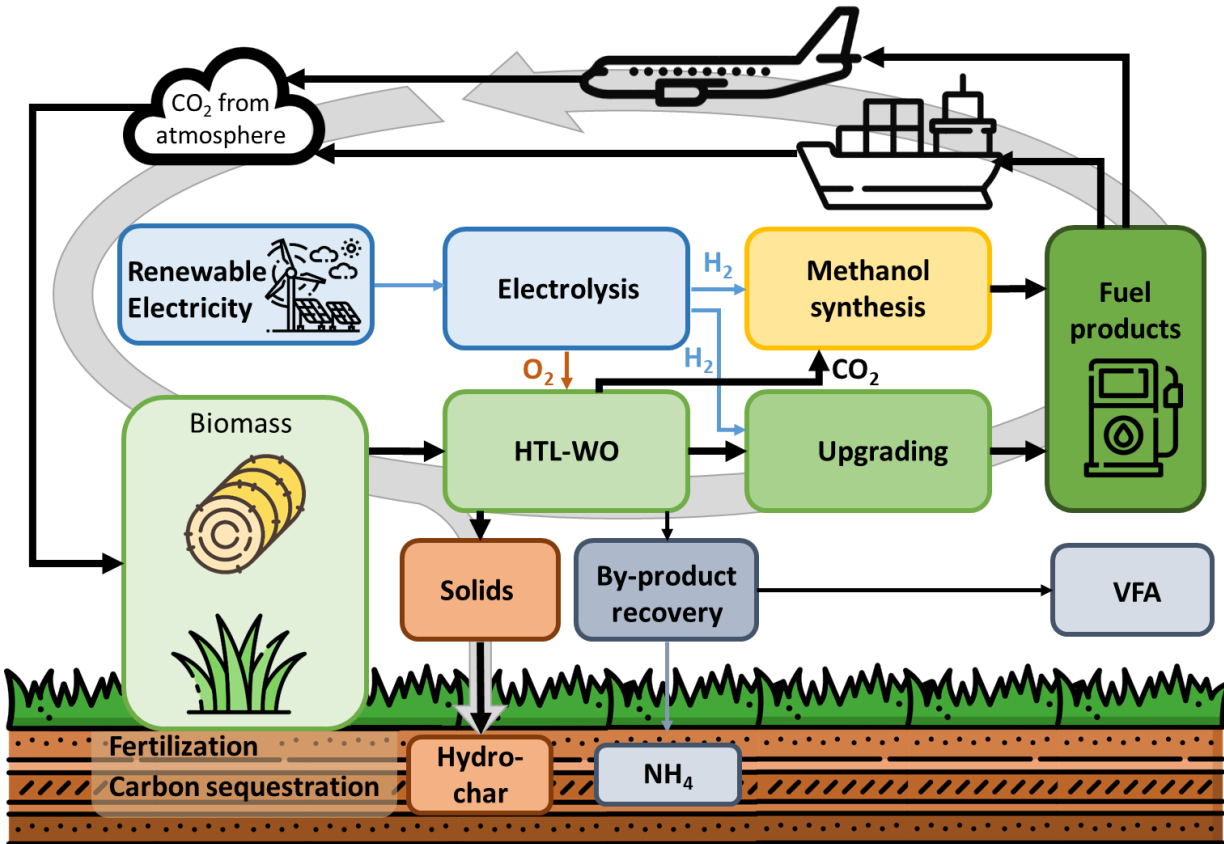 CO₂ from
atmosphere
Renewable
Electricity
Electrolysis
H₂
Methanol
synthesis
Fuel
products
H₂
O₂
CO₂
Biomass
HTL-WO
Upgrading
Solids
By-product
recovery
VFA
Fertilization
Carbon sequestration
Hydro-
char
NH₄